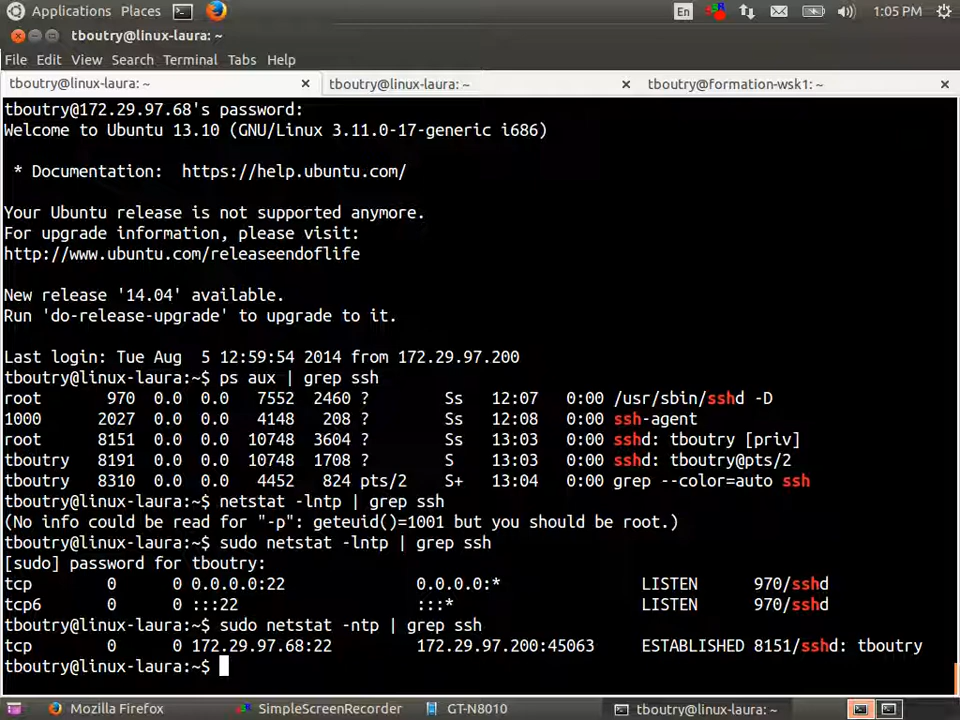 Applications Places En 1:05 PM
tboutry@linux-laura: ~
File Edit View Search Terminal Tabs Help
tboutry@linux-laura: ~ tboutry@linux-laura: ~ tboutry@formation-wsk1: ~
tboutry@172.29.97.68's password:
Welcome to Ubuntu 13.10 (GNU/Linux 3.11.0-17-generic i686)
* Documentation: https://help.ubuntu.com/
Your Ubuntu release is not supported anymore.
For upgrade information, please visit:
http://www.ubuntu.com/releaseendoflife
New release '14.04' available.
Run 'do-release-upgrade' to upgrade to it.
Last login: Tue Aug 5 12:59:54 2014 from 172.29.97.200
tboutry@linux-laura:~$ ps aux | grep ssh
root 970 0.0 0.0 7552 2460 ? Ss 12:07 0:00 /usr/sbin/sshd -D
1000 2027 0.0 0.0 4148 208 ? Ss 12:08 0:00 ssh-agent
root 8151 0.0 0.0 10748 3604 ? Ss 13:03 0:00 sshd: tboutry [priv]
tboutry 8191 0.0 0.0 10748 1708 ? S 13:03 0:00 sshd: tboutry@pts/2
tboutry 8310 0.0 0.0 4452 824 pts/2 S+ 13:04 0:00 grep --color=auto ssh
tboutry@linux-laura:~$ netstat -lntp | grep ssh
(No info could be read for "-p": geteuid()=1001 but you should be root.)
tboutry@linux-laura:~$ sudo netstat -lntp | grep ssh
[sudo] password for tboutry:
tcp 0 0 0.0.0.0:22 0.0.0.0:* LISTEN 970/sshd
tcp6 0 0 :::22 :::* LISTEN 970/sshd
tboutry@linux-laura:~$ sudo netstat -ntp | grep ssh
tcp 0 0 172.29.97.68:22 172.29.97.200:45063 ESTABLISHED 8151/sshd: tboutry
tboutry@linux-laura:~$
Mozilla Firefox SimpleScreenRecorder GT-N8010 tboutry@linux-laura: ~